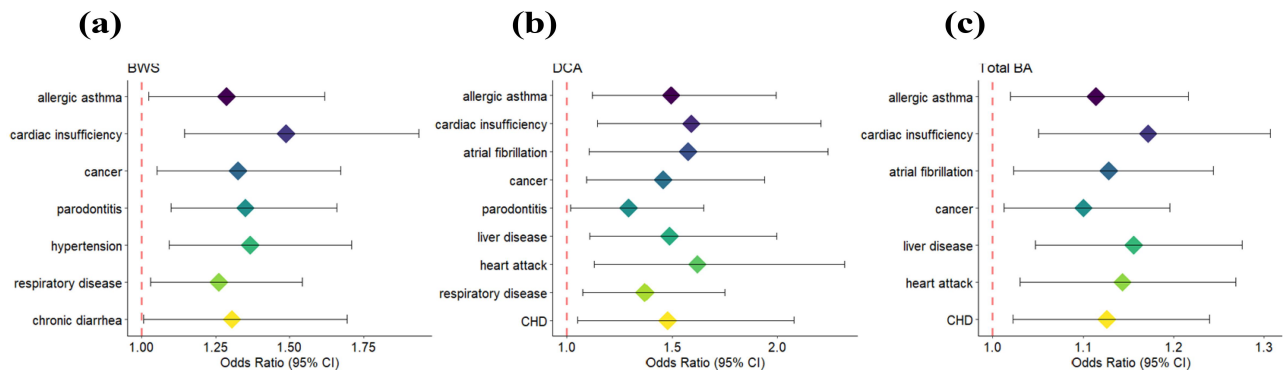 (a)
BWS
allergic asthma
cardiac insufficiency
cancer
parodontitis
hypertension
respiratory disease
chronic diarrhea
1.00 1.25 1.50 1.75
Odds Ratio (95% CI)
(b)
DCA
allergic asthma
cardiac insufficiency
atrial fibrillation
cancer
parodontitis
liver disease
heart attack
respiratory disease
CHD
1.0 1.5 2.0
Odds Ratio (95% CI)
(c)
Total BA
allergic asthma
cardiac insufficiency
atrial fibrillation
cancer
liver disease
heart attack
CHD
1.0 1.1 1.2 1.3
Odds Ratio (95% CI)